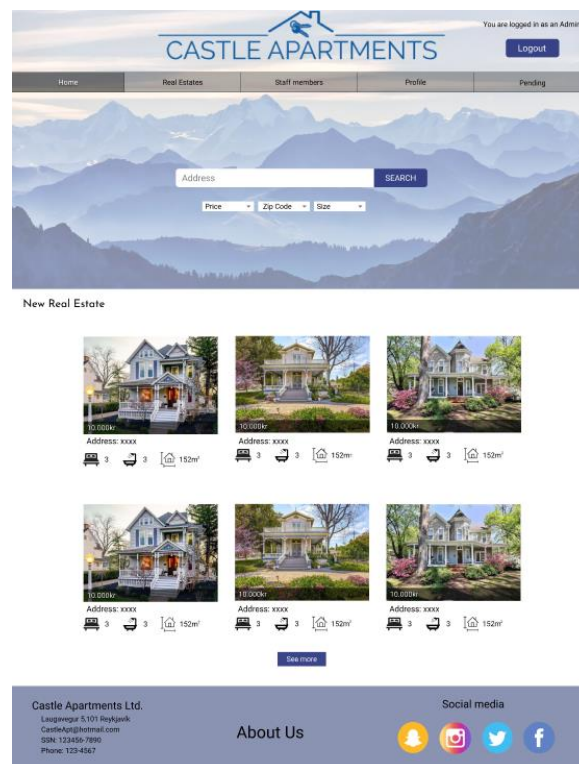 You are logged in as an Admin
CASTLE APARTMENTS
Logout
Home
Real Estates
Staff members
Profile
Pending
Address
SEARCH
Price
Zip Code
Size
New Real Estate
10.000kr
10.000kr
10.000kr
Address: xxxx
Address: xxxx
Address: xxxx
3 3 152m²
3 3 152m²
3 3 152m²
10.000kr
10.000kr
10.000kr
Address: xxxx
Address: xxxx
Address: xxxx
3 3 152m²
3 3 152m²
3 3 152m²
See more
Castle Apartments Ltd.
Laugavegur 5,101 Reykjavík
CastleApt@hotmail.com
SSN: 123456-7890
Phone: 123-4567
About Us
Social media
f